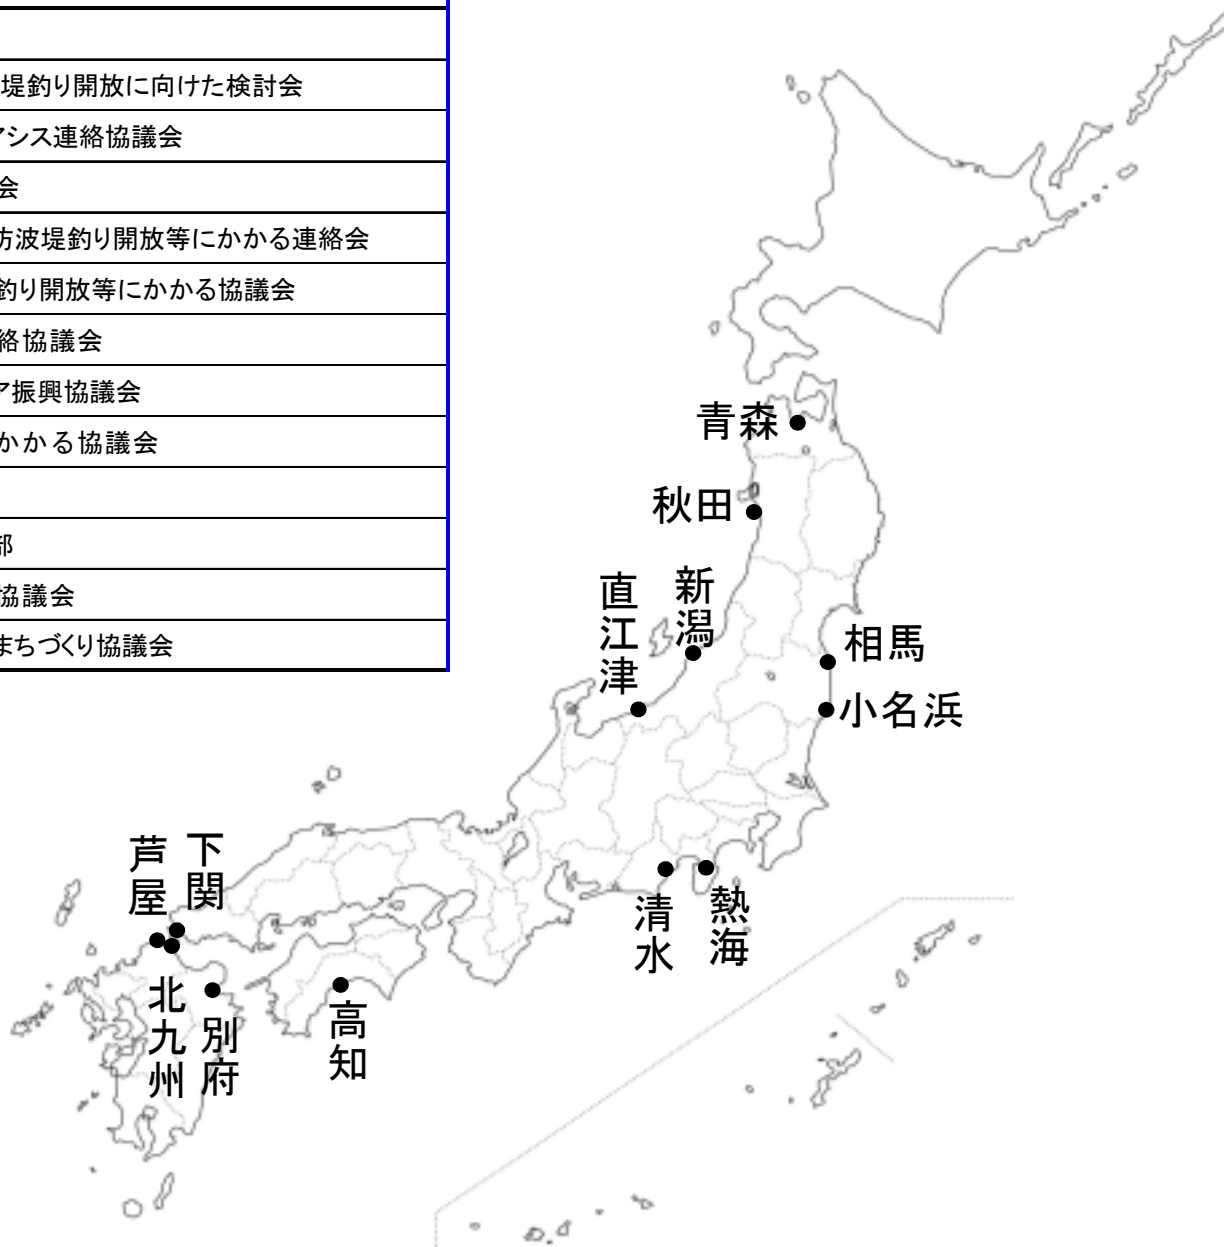 堤釣り開放に向けた検討会
アシス連絡協議会
会
防波堤釣り開放等にかかる連絡会
釣り開放等にかかる協議会
絡協議会
ア振興協議会
かかる協議会
部
協議会
まちづくり協議会
青森
秋田
新潟
直江津
相馬
小名浜
下関
芦屋
清水
熱海
北九州
別府
高知